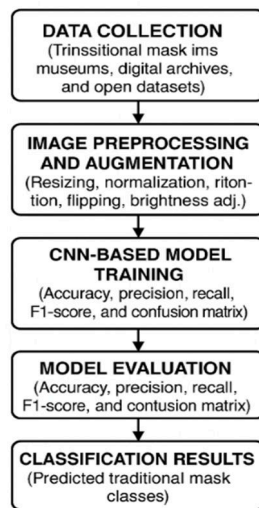 DATA COLLECTION
(Trinssitional mask ims
museums, digital archives,
and open datasets)
IMAGE PREPROCESSING
AND AUGMENTATION
(Resizing, normalization, riton-
tion, flipping, brightness adj.)
CNN-BASED MODEL
TRAINING
(Accuracy, precision, recall,
F1-score, and confusion matrix)
MODEL EVALUATION
(Accuracy, precision, recall,
F1-score, and contusion matrix)
CLASSIFICATION RESULTS
(Predicted traditional mask
classes)